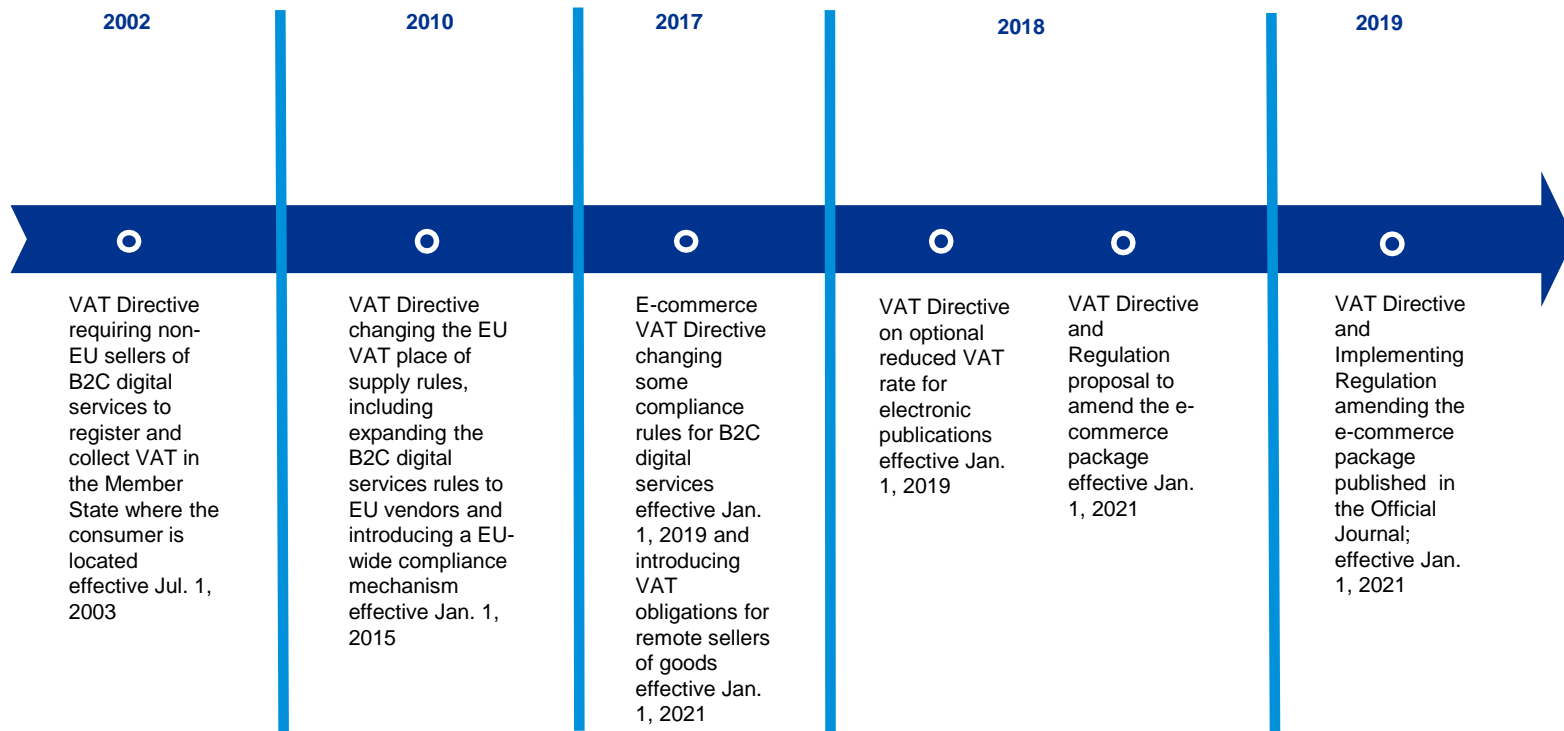 2002
2010
2017
2018
2019
VAT Directive
requiring non-
EU sellers of
B2C digital
services to
register and
collect VAT in
the Member
State where the
consumer is
located
effective Jul. 1,
2003
VAT Directive
changing the EU
VAT place of
supply rules,
including
expanding the
B2C digital
services rules to
EU vendors and
introducing a EU-
wide compliance
mechanism
effective Jan. 1,
2015
E-commerce
VAT Directive
changing
some
compliance
rules for B2C
digital
services
effective Jan.
1, 2019 and
introducing
VAT
obligations for
remote sellers
of goods
effective Jan.
1, 2021
VAT Directive
on optional
reduced VAT
rate for
electronic
publications
effective Jan.
1, 2019
VAT Directive
and
Regulation
proposal to
amend the e-
commerce
package
effective Jan.
1, 2021
VAT Directive
and
Implementing
Regulation
amending the
e-commerce
package
published in
the Official
Journal;
effective Jan.
1, 2021